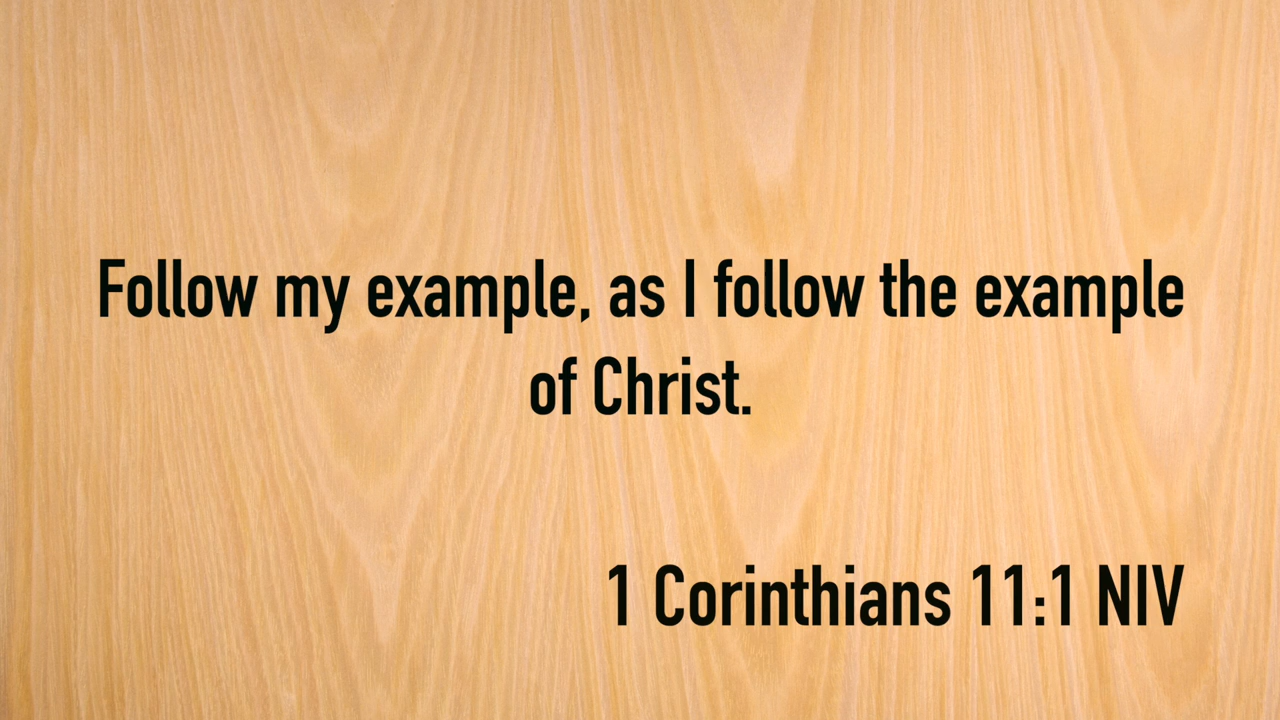 Follow my example, as I follow the example
of Christ.
1 Corinthians 11:1 NIV